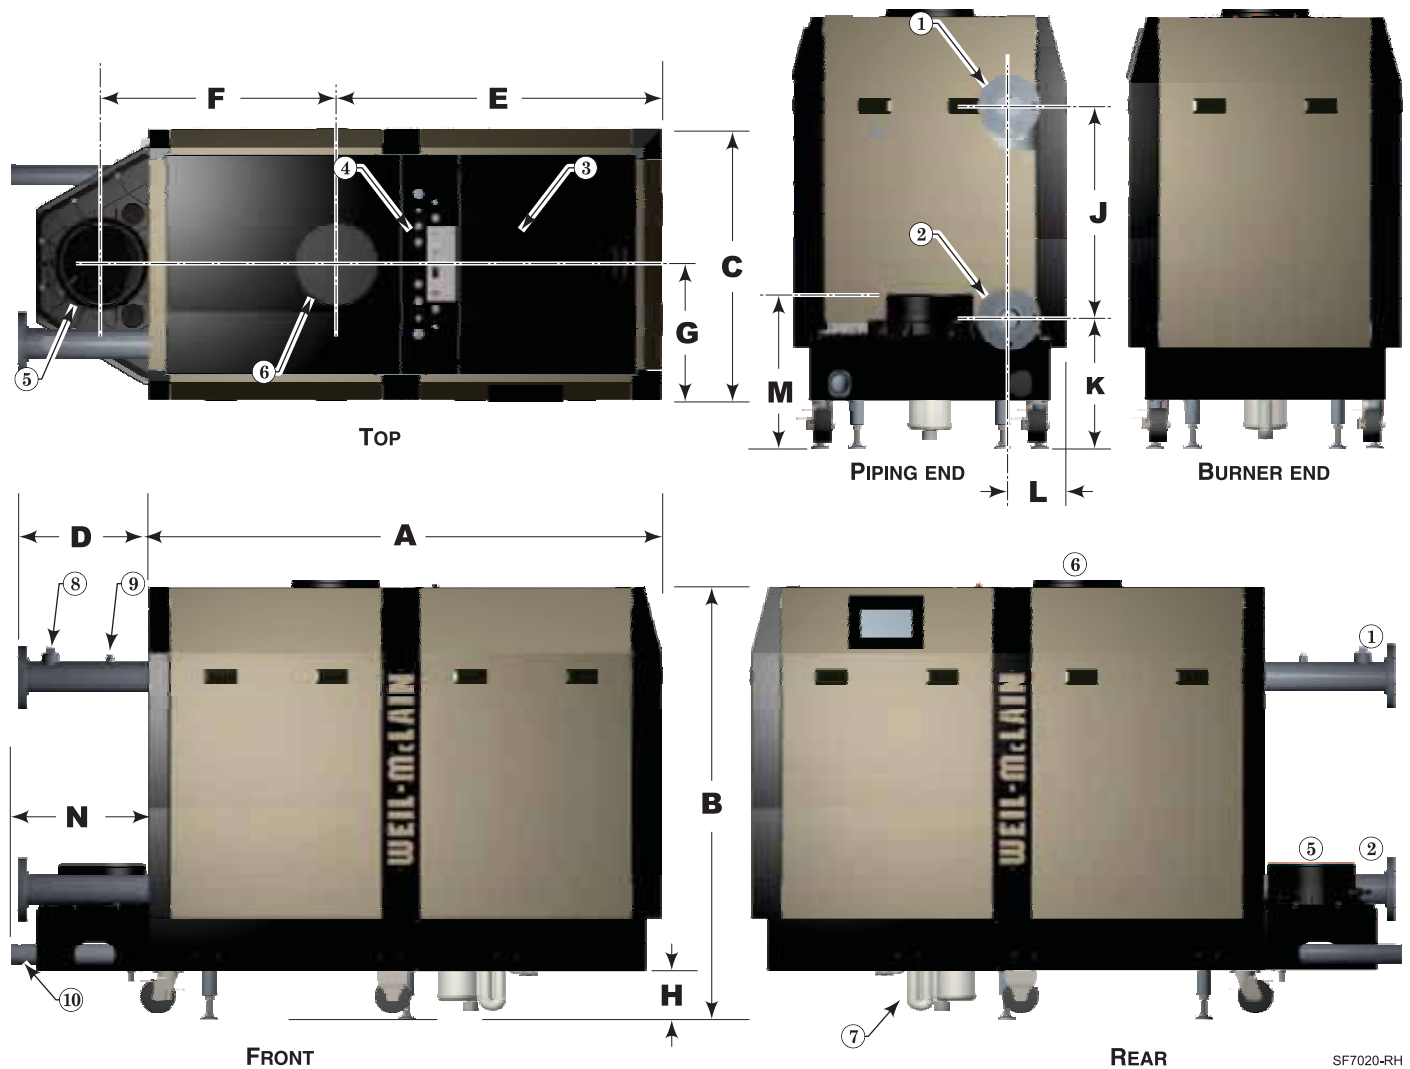 1
F
E
4
3
J
2
C
G
5
6
M
K
TOP
PIPING END
L
BURNER END
D
A
6
8
9
1
WEIL-McLAIN
WEIL-McLAIN
B
N
5
2
H
10
7
FRONT
REAR
SF7020-RH